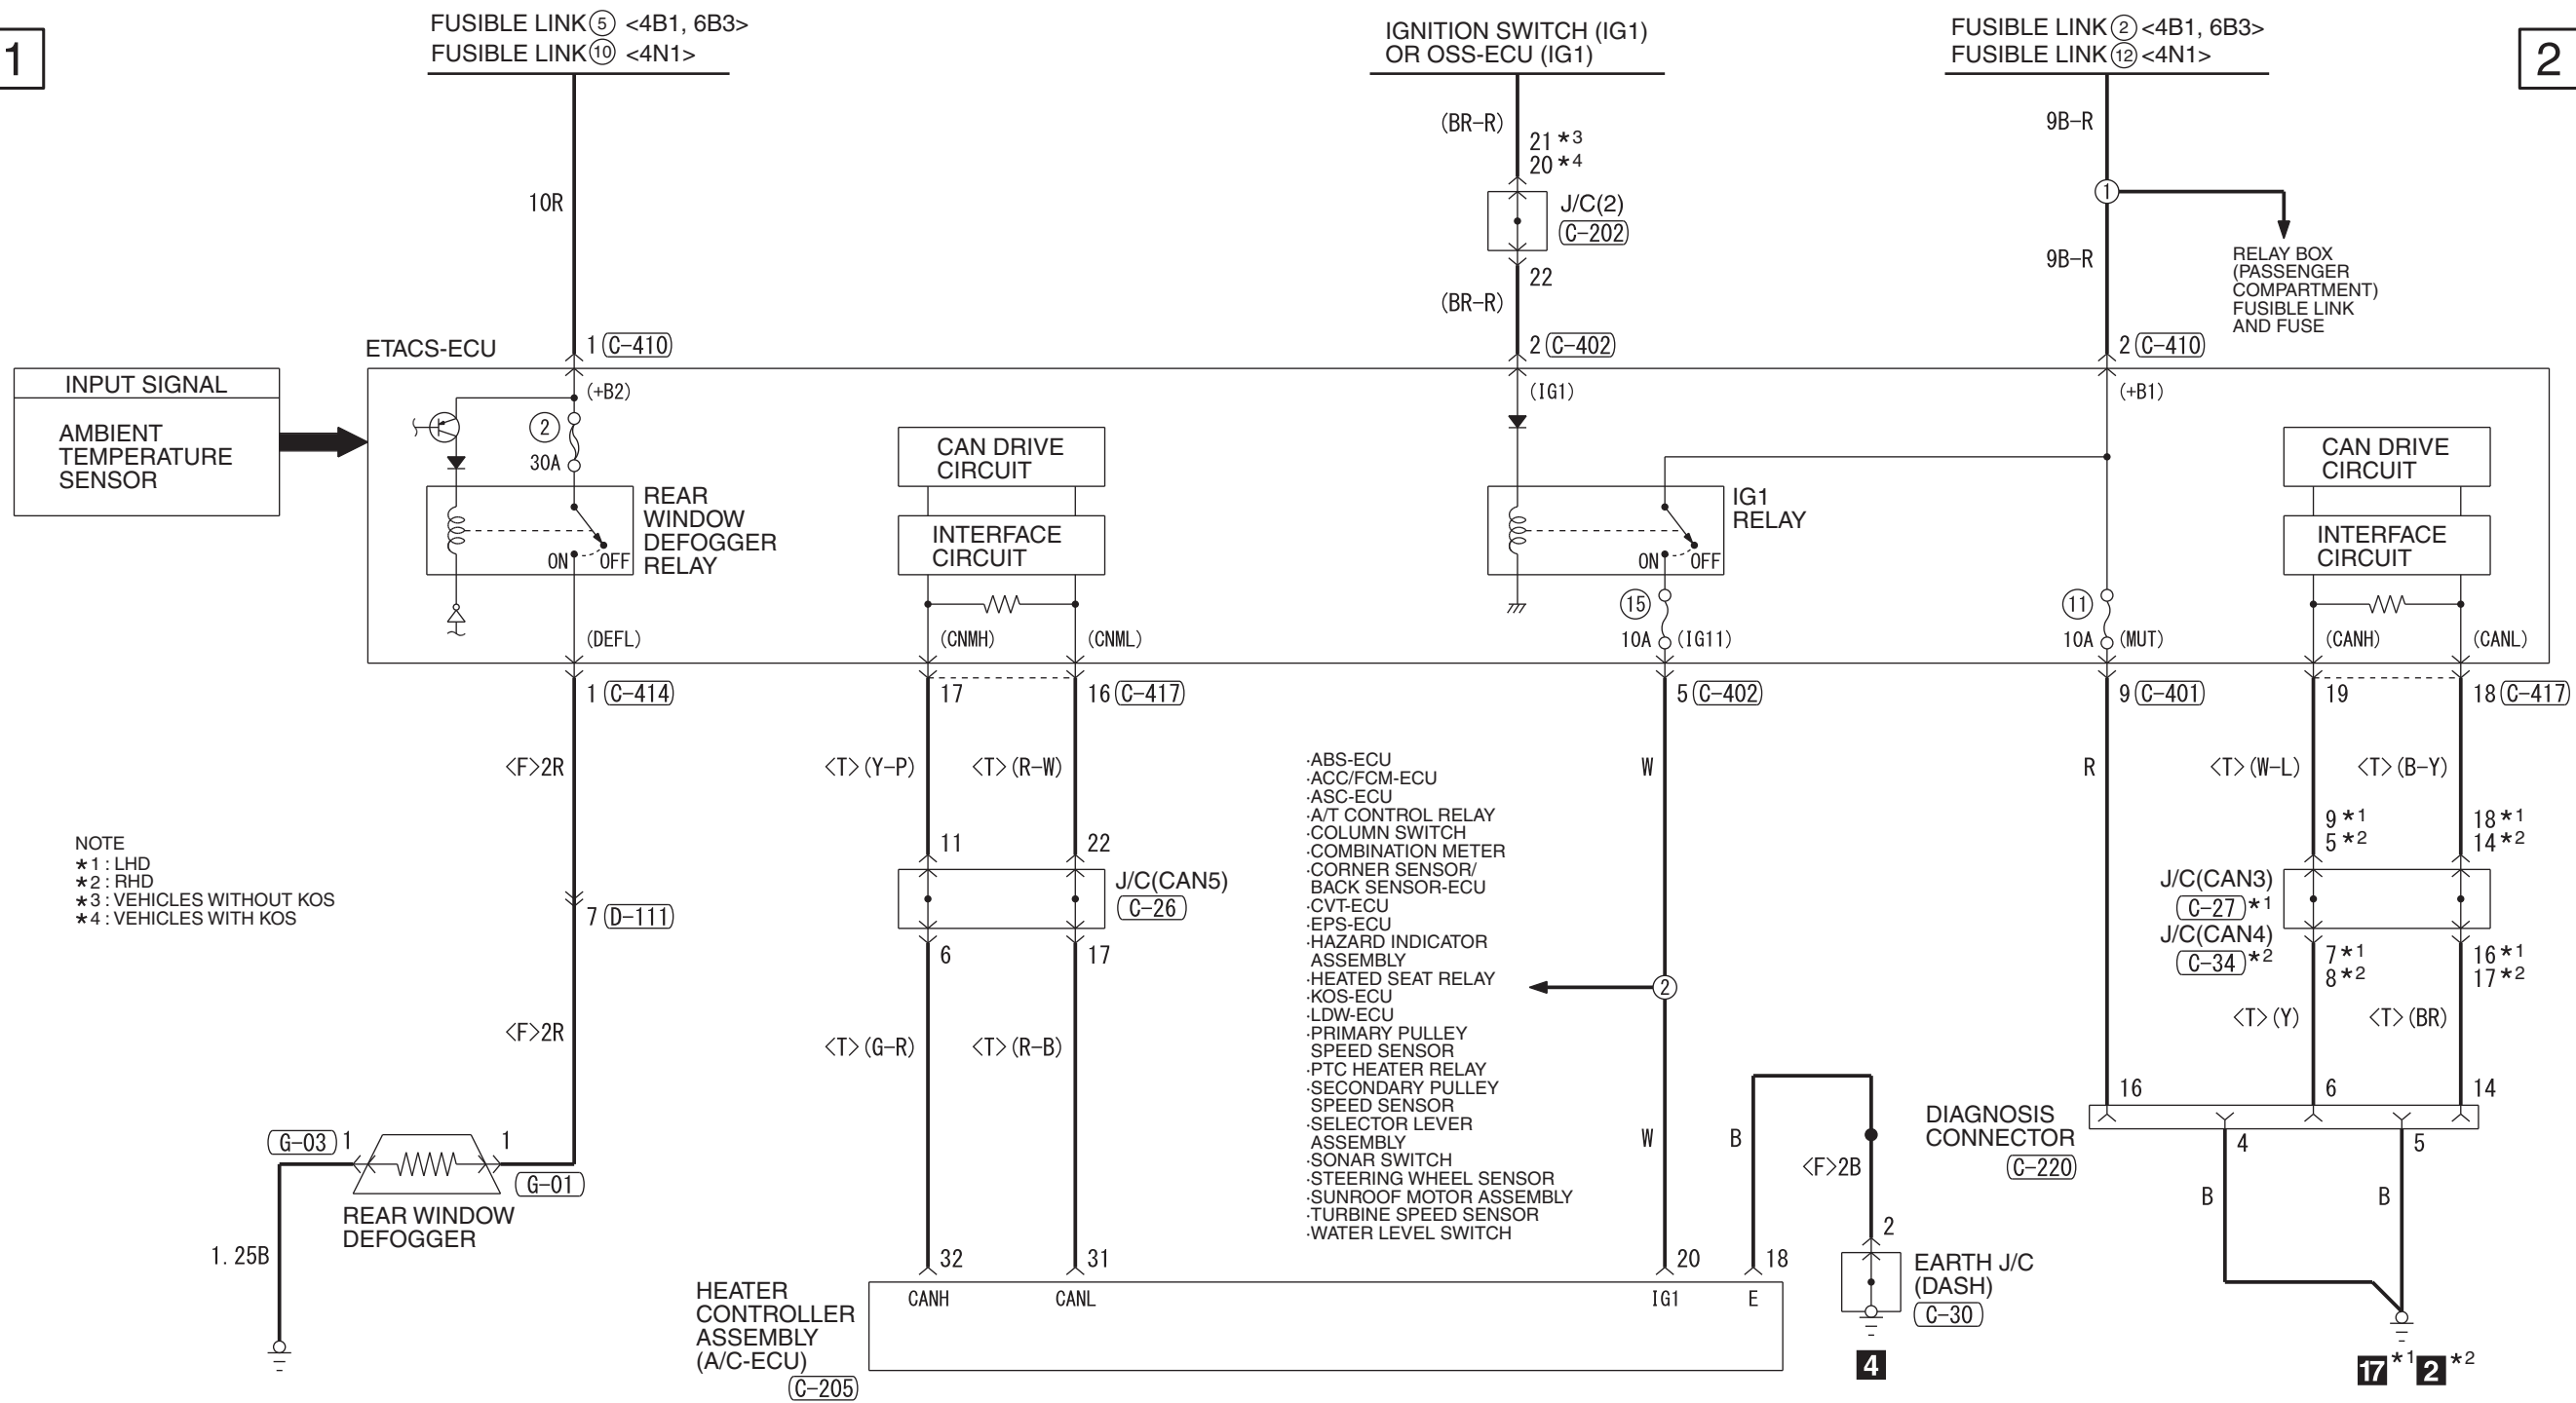 1
FUSIBLE LINK 5 <4B1, 6B3>
FUSIBLE LINK 10 <4N1>
IGNITION SWITCH (IG1)
OR OSS-ECU (IG1)
FUSIBLE LINK 2 <4B1, 6B3>
FUSIBLE LINK 12 <4N1>
2
10R
(BR-R)
21 *3
20 *4
J/C(2)
C-202
22
(BR-R)
9B-R
1
9B-R
RELAY BOX
(PASSENGER
COMPARTMENT)
FUSIBLE LINK
AND FUSE
ETACS-ECU
1 C-410
2 C-402
2 C-410
INPUT SIGNAL
AMBIENT
TEMPERATURE
SENSOR
(+B2)
2
30A
REAR
WINDOW
DEFOGGER
RELAY
ON OFF
(DEFL)
CAN DRIVE
CIRCUIT
INTERFACE
CIRCUIT
(CNMH)
(CNML)
(IG1)
IG1
RELAY
ON OFF
15
10A (IG11)
(+B1)
11
10A (MUT)
CAN DRIVE
CIRCUIT
INTERFACE
CIRCUIT
(CANH)
(CANL)
1 C-414
17
16 C-417
5 C-402
9 C-401
19
18 C-417
<F>2R
<T>(Y-P)
<T>(R-W)
W
R
<T>(W-L)
<T>(B-Y)
NOTE
*1 : LHD
*2 : RHD
*3 : VEHICLES WITHOUT KOS
*4 : VEHICLES WITH KOS
7 D-111
<F>2R
11
22
J/C(CAN5)
C-26
6
17
<T>(G-R)
<T>(R-B)
·ABS-ECU
·ACC/FCM-ECU
·ASC-ECU
·A/T CONTROL RELAY
·COLUMN SWITCH
·COMBINATION METER
·CORNER SENSOR/
BACK SENSOR-ECU
·CVT-ECU
·EPS-ECU
·HAZARD INDICATOR
ASSEMBLY
·HEATED SEAT RELAY
·KOS-ECU
·LDW-ECU
·PRIMARY PULLEY
SPEED SENSOR
·PTC HEATER RELAY
·SECONDARY PULLEY
SPEED SENSOR
·SELECTOR LEVER
ASSEMBLY
·SONAR SWITCH
·STEERING WHEEL SENSOR
·SUNROOF MOTOR ASSEMBLY
·TURBINE SPEED SENSOR
·WATER LEVEL SWITCH
2
W
B
<F>2B
9 *1
5 *2
18 *1
14 *2
J/C(CAN3)
C-27 *1
J/C(CAN4)
C-34 *2
7 *1
8 *2
16 *1
17 *2
<T>(Y)
<T>(BR)
16
6
14
DIAGNOSIS
CONNECTOR
C-220
4
5
B
B
17 *1 2 *2
G-03 1
1
G-01
REAR WINDOW
DEFOGGER
1.25B
HEATER
CONTROLLER
ASSEMBLY
(A/C-ECU)
C-205
32
31
20
18
CANH
CANL
IG1
E
2
EARTH J/C
(DASH)
C-30
4